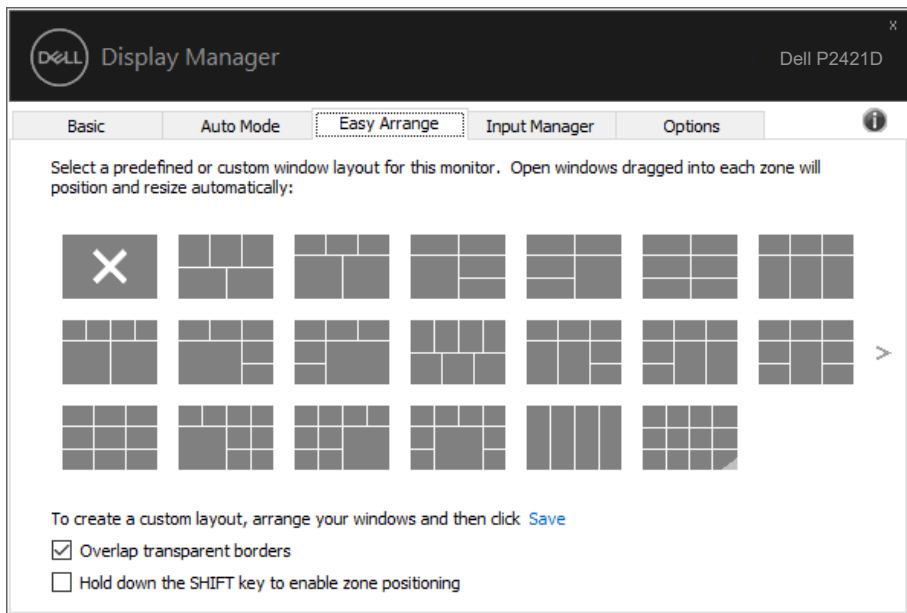 x
DELL Display Manager
Dell P2421D
Basic Auto Mode Easy Arrange Input Manager Options
Select a predefined or custom window layout for this monitor. Open windows dragged into each zone will
position and resize automatically:
>
To create a custom layout, arrange your windows and then click Save
Overlap transparent borders
Hold down the SHIFT key to enable zone positioning